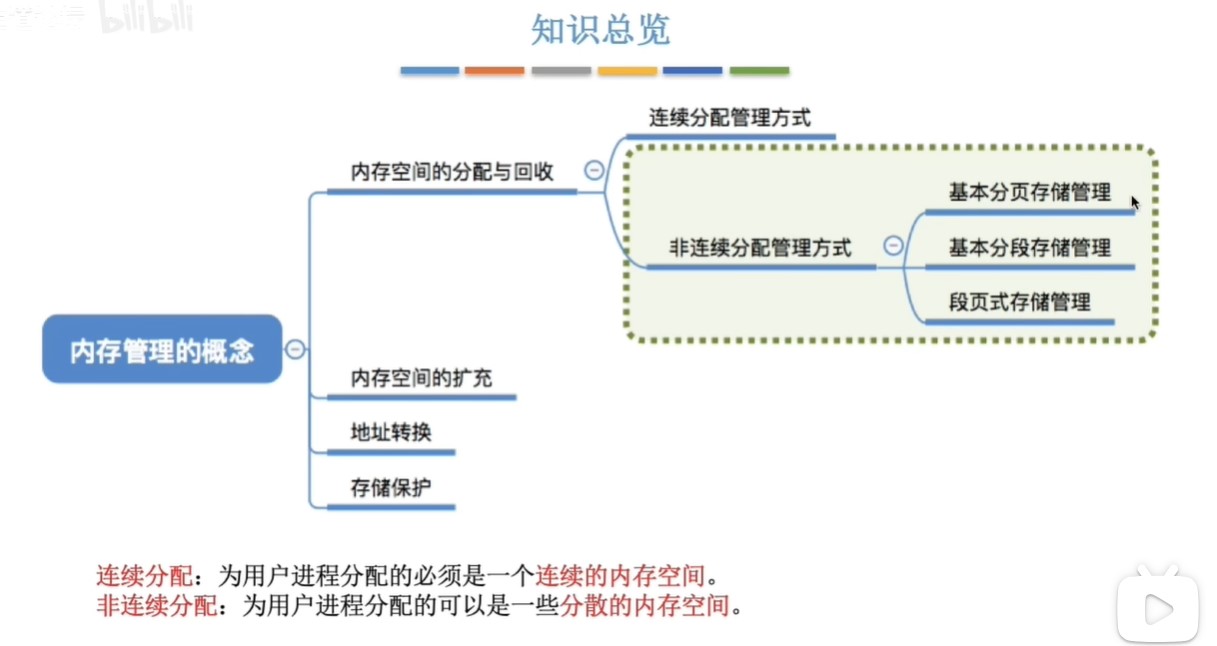 bilibili
知识总览
连续分配管理方式
内存空间的分配与回收
基本分页存储管理
非连续分配管理方式
基本分段存储管理
段页式存储管理
内存管理的概念
内存空间的扩充
地址转换
存储保护
连续分配：为用户进程分配的必须是一个连续的内存空间。
非连续分配：为用户进程分配的可以是一些分散的内存空间。